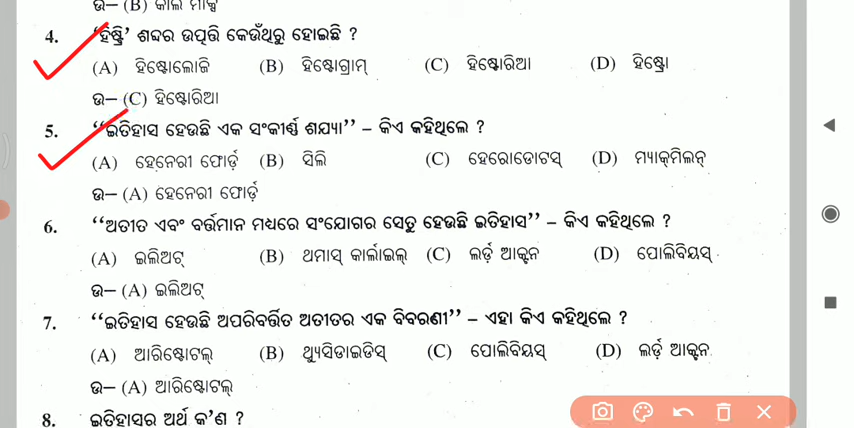 ଉ– (B) କାର୍ଲ ମାର୍କ୍ସ
4. ‘ହିଷ୍ଟ୍ରି’ ଶବ୍ଦର ଉତ୍ପତ୍ତି କେଉଁଥିରୁ ହୋଇଛି ?
(A) ହିଷ୍ଟୋଲୋଜି (B) ହିଷ୍ଟୋଗ୍ରାମ୍ (C) ହିଷ୍ଟୋରିଆ (D) ହିଷ୍ଟ୍ରୋ
ଉ– (C) ହିଷ୍ଟୋରିଆ
5. ‘‘ଇତିହାସ ହେଉଛି ଏକ ସଂକୀର୍ଣ୍ଣ ଶଯ୍ୟା’’ – କିଏ କହିଥିଲେ ?
(A) ହେନେରୀ ଫୋର୍ଡ଼ (B) ସିଲି (C) ହେରୋଡୋଟସ୍ (D) ମ୍ୟାକ୍‌ମିଲନ୍
ଉ– (A) ହେନେରୀ ଫୋର୍ଡ଼
6. ‘‘ଅତୀତ ଏବଂ ବର୍ତ୍ତମାନ ମଧ୍ୟରେ ସଂଯୋଗର ସେତୁ ହେଉଛି ଇତିହାସ’’ – କିଏ କହିଥିଲେ ?
(A) ଇଲିଅଟ୍ (B) ଥମାସ୍ କାର୍ଲାଇଲ୍ (C) ଲର୍ଡ଼ ଆକ୍ଟନ (D) ପୋଲିବିୟସ୍
ଉ– (A) ଇଲିଅଟ୍
7. ‘‘ଇତିହାସ ହେଉଛି ଅପରିବର୍ତ୍ତିତ ଅତୀତର ଏକ ବିବରଣୀ’’ – ଏହା କିଏ କହିଥିଲେ ?
(A) ଆରିଷ୍ଟୋଟଲ୍ (B) ଥୁ୍ୟସିଡାଇଡିସ୍ (C) ପୋଲିବିୟସ୍ (D) ଲର୍ଡ଼ ଆକ୍ଟନ
ଉ– (A) ଆରିଷ୍ଟୋଟଲ୍
8. ଇତିହାସର ଅର୍ଥ କ’ଣ ?